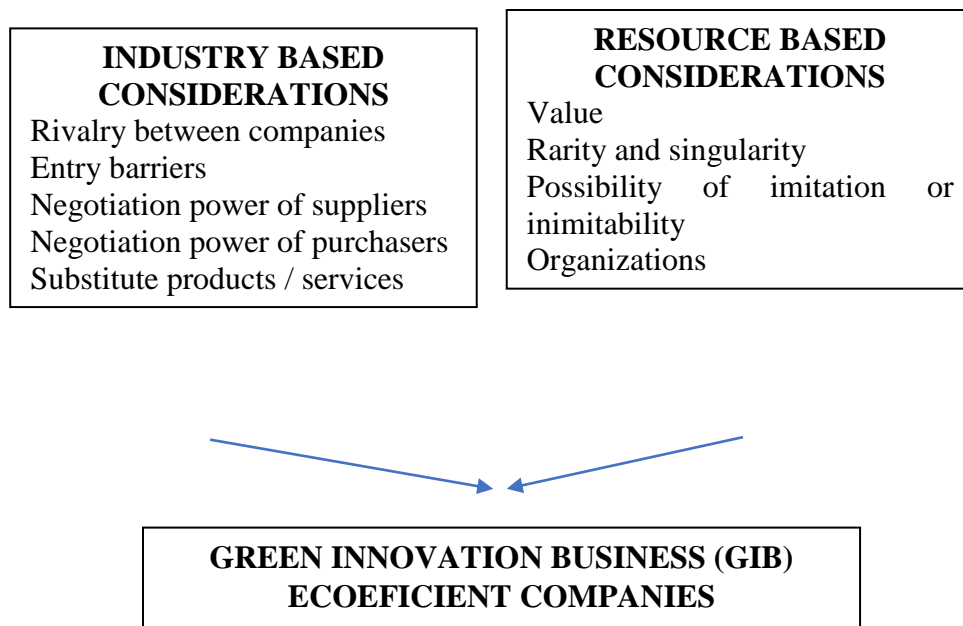 INDUSTRY BASED
CONSIDERATIONS
Rivalry between companies
Entry barriers
Negotiation power of suppliers
Negotiation power of purchasers
Substitute products / services
RESOURCE BASED
CONSIDERATIONS
Value
Rarity and singularity
Possibility of imitation or
inimitability
Organizations
GREEN INNOVATION BUSINESS (GIB)
ECOEFICIENT COMPANIES